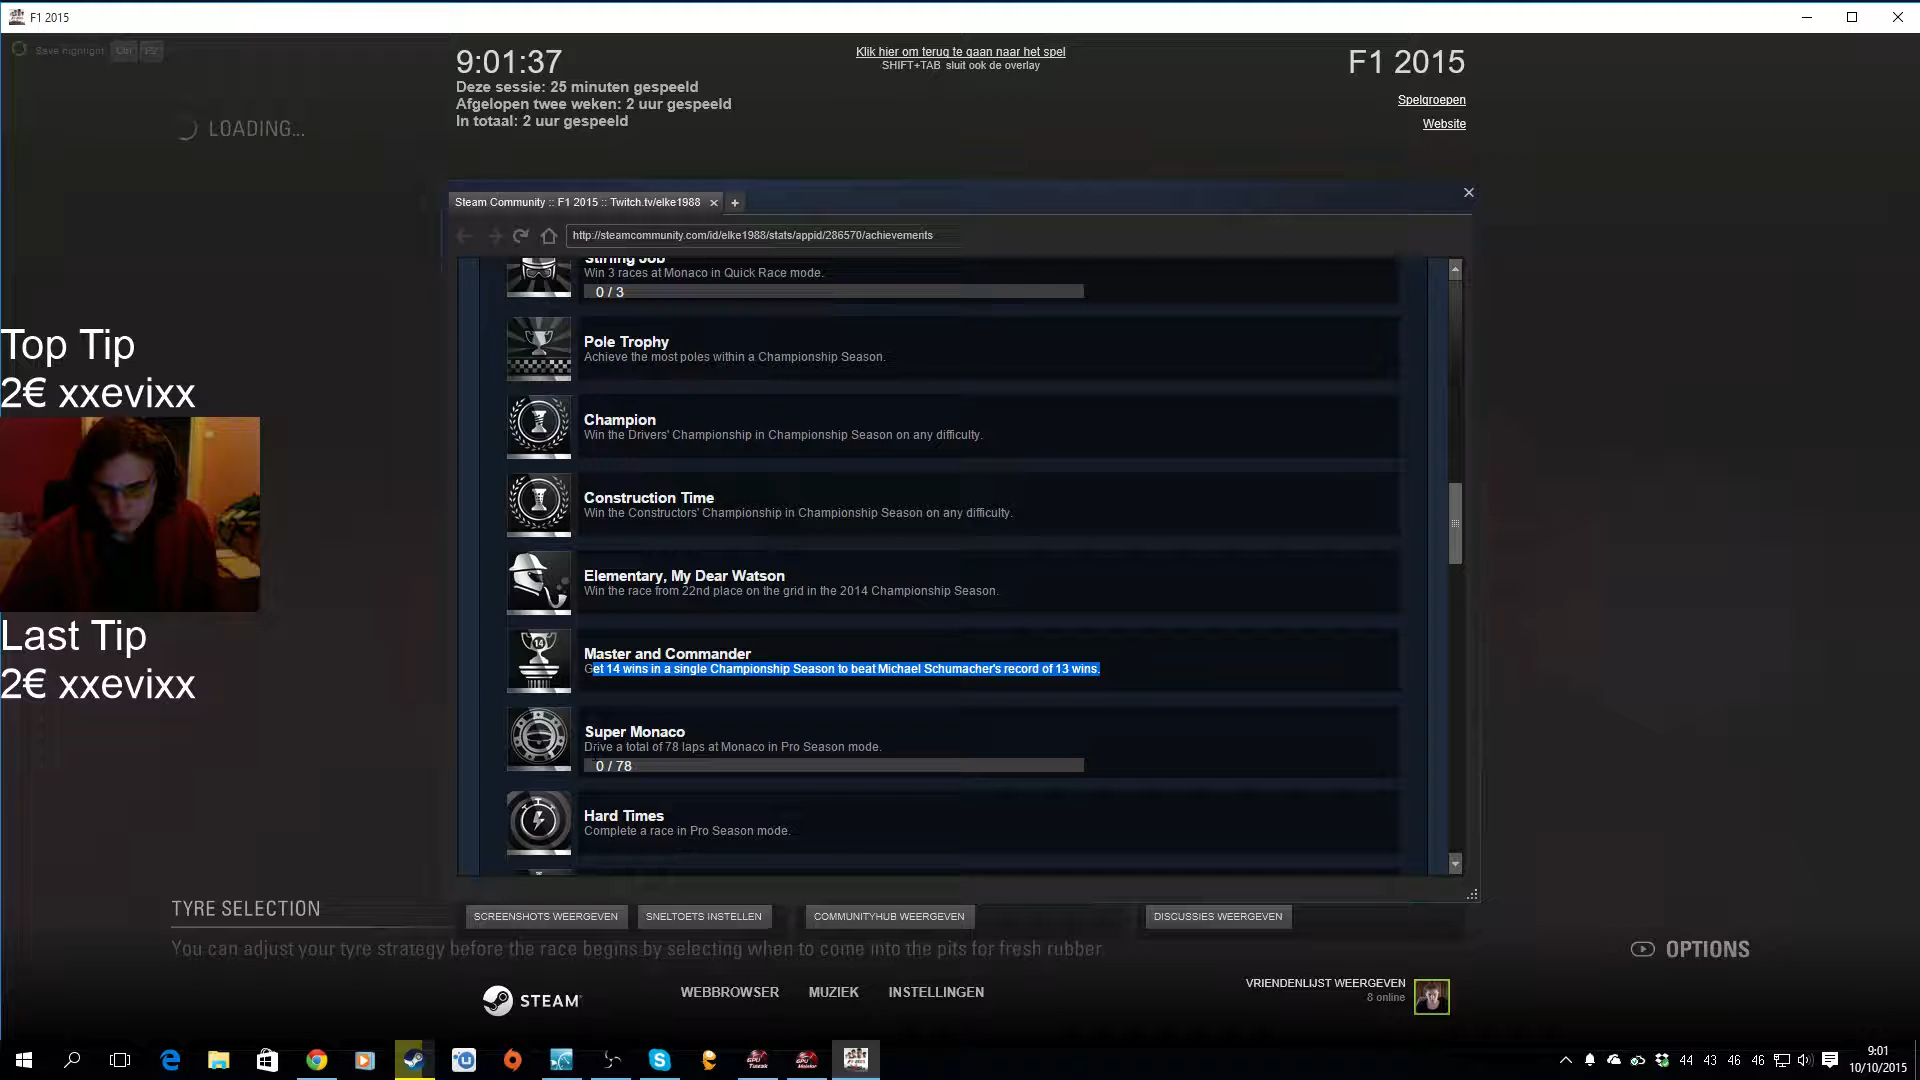 F1 2015
Save highlight Ctrl F2
9:01:37
Deze sessie: 25 minuten gespeeld
Afgelopen twee weken: 2 uur gespeeld
In totaal: 2 uur gespeeld
Klik hier om terug te gaan naar het spel
SHIFT+TAB sluit ook de overlay
F1 2015
Spelgroepen
Website
LOADING...
Steam Community :: F1 2015 :: Twitch.tv/elke1988
http://steamcommunity.com/id/elke1988/stats/appid/286570/achievements
Stirling Job
Win 3 races at Monaco in Quick Race mode.
0 / 3
Pole Trophy
Achieve the most poles within a Championship Season.
Champion
Win the Drivers' Championship in Championship Season on any difficulty.
Construction Time
Win the Constructors' Championship in Championship Season on any difficulty.
Elementary, My Dear Watson
Win the race from 22nd place on the grid in the 2014 Championship Season.
14
Master and Commander
Get 14 wins in a single Championship Season to beat Michael Schumacher's record of 13 wins.
Super Monaco
Drive a total of 78 laps at Monaco in Pro Season mode.
0 / 78
Hard Times
Complete a race in Pro Season mode.
Top Tip
2€ xxevixx
Last Tip
2€ xxevixx
TYRE SELECTION
SCREENSHOTS WEERGEVEN
SNELTOETS INSTELLEN
COMMUNITYHUB WEERGEVEN
DISCUSSIES WEERGEVEN
You can adjust your tyre strategy before the race begins by selecting when to come into the pits for fresh rubber.
OPTIONS
STEAM
WEBBROWSER
MUZIEK
INSTELLINGEN
VRIENDENLIJST WEERGEVEN
8 online
44 43 46 46
9:01
10/10/2015